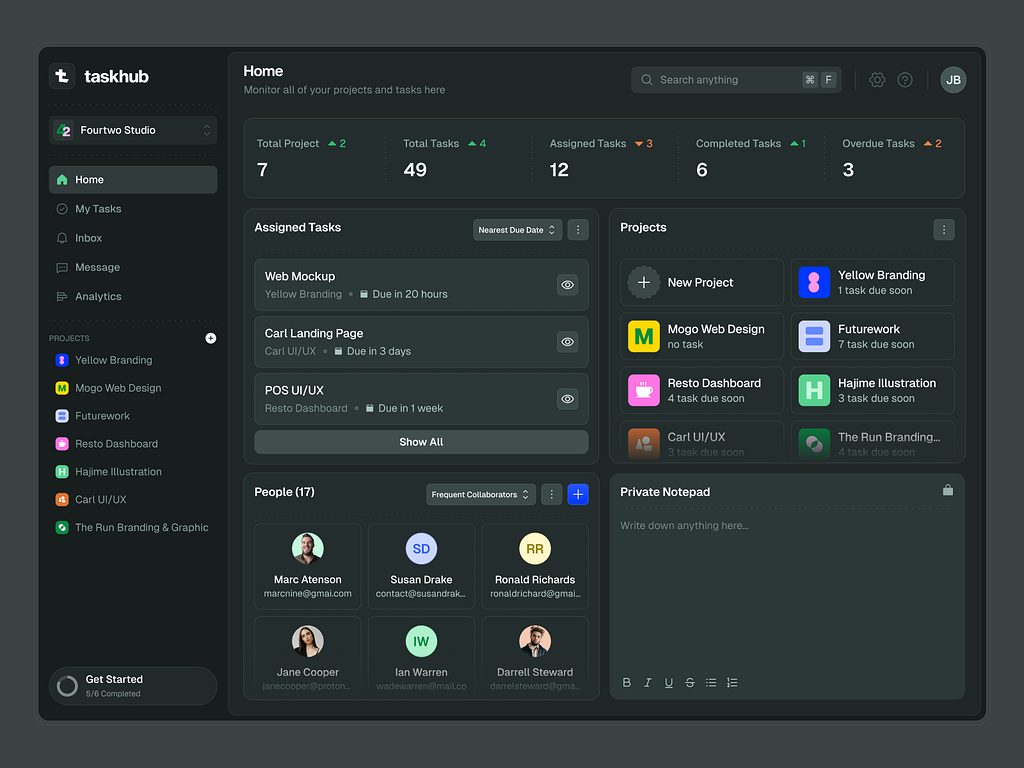 taskhub
Fourtwo Studio
Home
My Tasks
Inbox
Message
Analytics
PROJECTS
Yellow Branding
M Mogo Web Design
Futurework
Resto Dashboard
H Hajime Illustration
Carl UI/UX
The Run Branding & Graphic
Get Started
5/6 Completed
Home
Monitor all of your projects and tasks here
Search anything ⌘ F
JB
Total Project 2
7
Total Tasks 4
49
Assigned Tasks 3
12
Completed Tasks 1
6
Overdue Tasks 2
3
Assigned Tasks
Nearest Due Date
Web Mockup
Yellow Branding • Due in 20 hours
Carl Landing Page
Carl UI/UX • Due in 3 days
POS UI/UX
Resto Dashboard • Due in 1 week
Show All
Projects
New Project
Yellow Branding
1 task due soon
M
Mogo Web Design
no task
Futurework
7 task due soon
Resto Dashboard
4 task due soon
H
Hajime Illustration
3 task due soon
Carl UI/UX
3 task due soon
The Run Branding...
4 task due soon
People (17)
Frequent Collaborators
Marc Atenson
marcnine@gmai.com
SD
Susan Drake
contact@susandrak...
RR
Ronald Richards
ronaldrichard@gmai...
Jane Cooper
janecooper@proton...
IW
Ian Warren
wadewarren@mail.co
Darrell Steward
darrelsteward@gma...
Private Notepad
Write down anything here...
B I U S